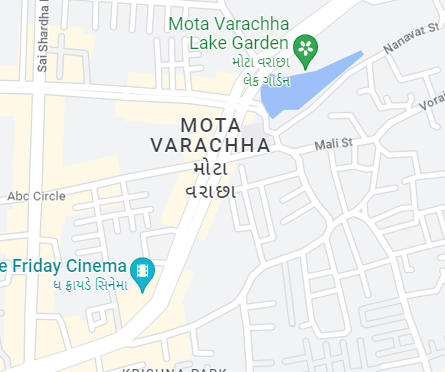 Sai Shardha
Mota Varachha
Lake Garden
મોટા વરાછા
લેક ગાર્ડન
Nanavat St
Vorai
MOTA
VARACHHA
મોટા
વરાછા
Mali St
Abc Circle
e Friday Cinema
ધ ફ્રાયડે સિનેમા
KRISHNA PARK